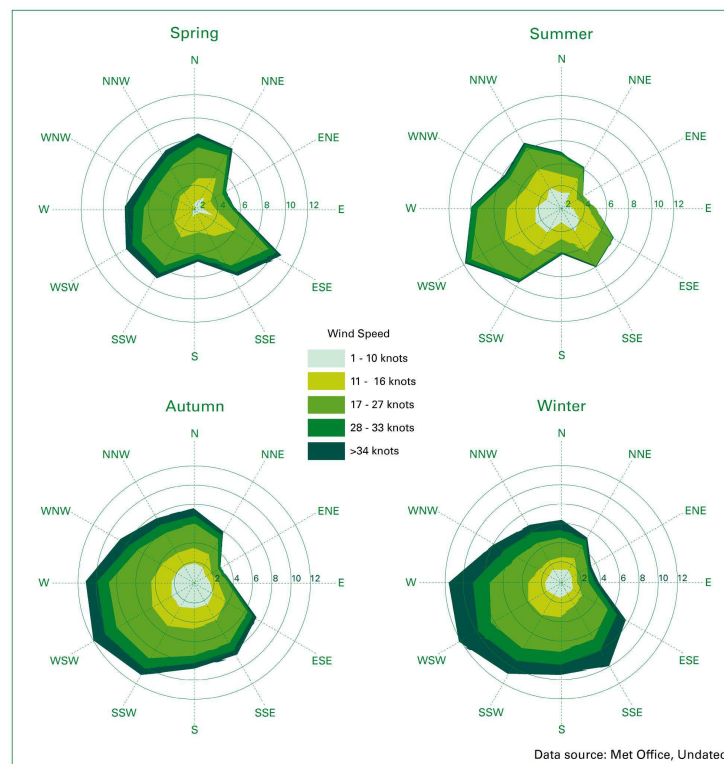 Spring
N
NNW
NNE
WNW
ENE
W
2 4 6 8 10 12
E
WSW
ESE
SSW
SSE
S
Summer
N
NNW
NNE
WNW
ENE
W
2 4 6 8 10 12
E
WSW
ESE
SSW
SSE
S
Wind Speed
1 - 10 knots
11 - 16 knots
17 - 27 knots
28 - 33 knots
>34 knots
Autumn
N
NNW
NNE
WNW
ENE
W
2 4 6 8 10 12
E
WSW
ESE
SSW
SSE
S
Winter
N
NNW
NNE
WNW
ENE
W
2 4 6 8 10 12
E
WSW
ESE
SSW
SSE
S
Data source: Met Office, Undated